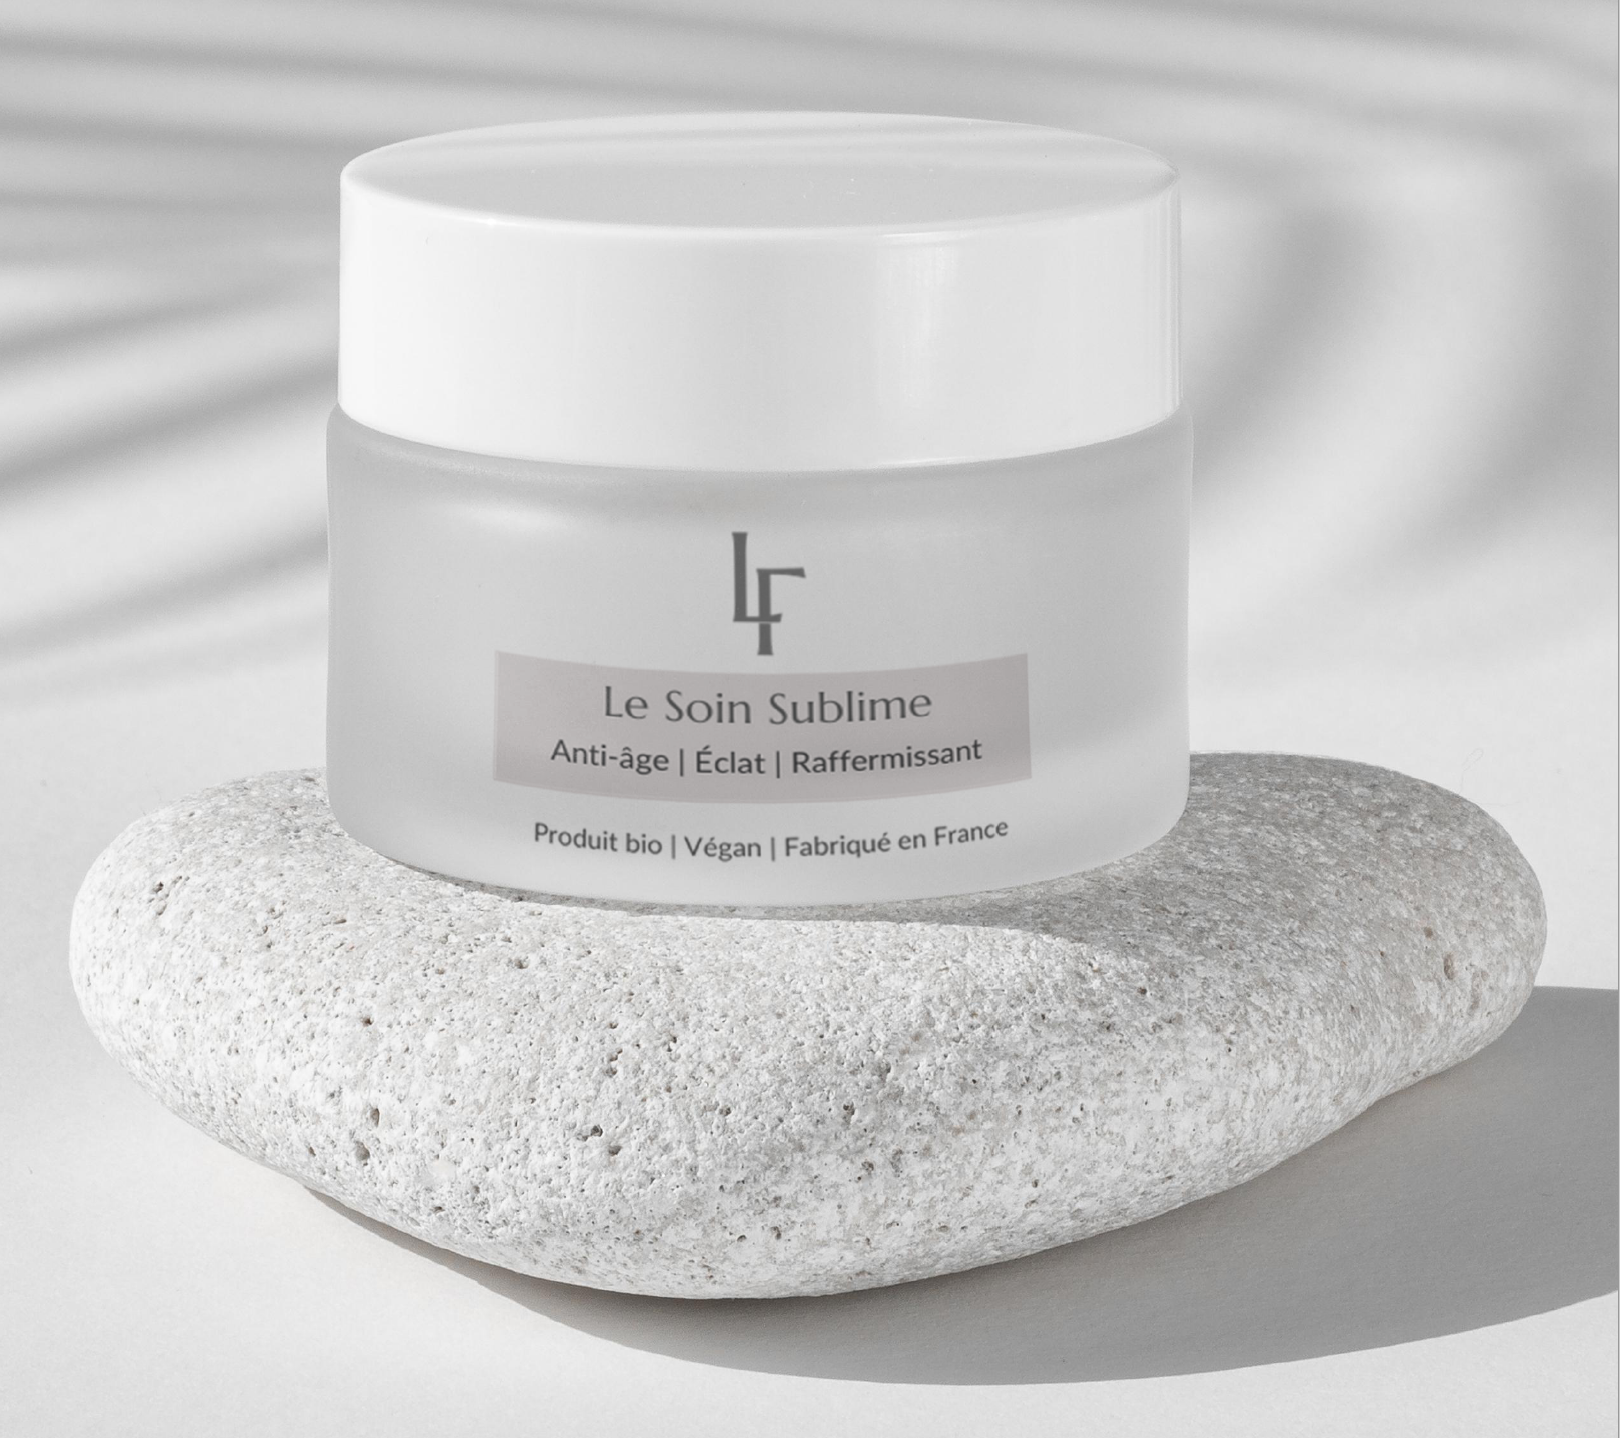 LF
Le Soin Sublime
Anti-âge | Éclat | Raffermissant
Produit bio | Végan | Fabriqué en France